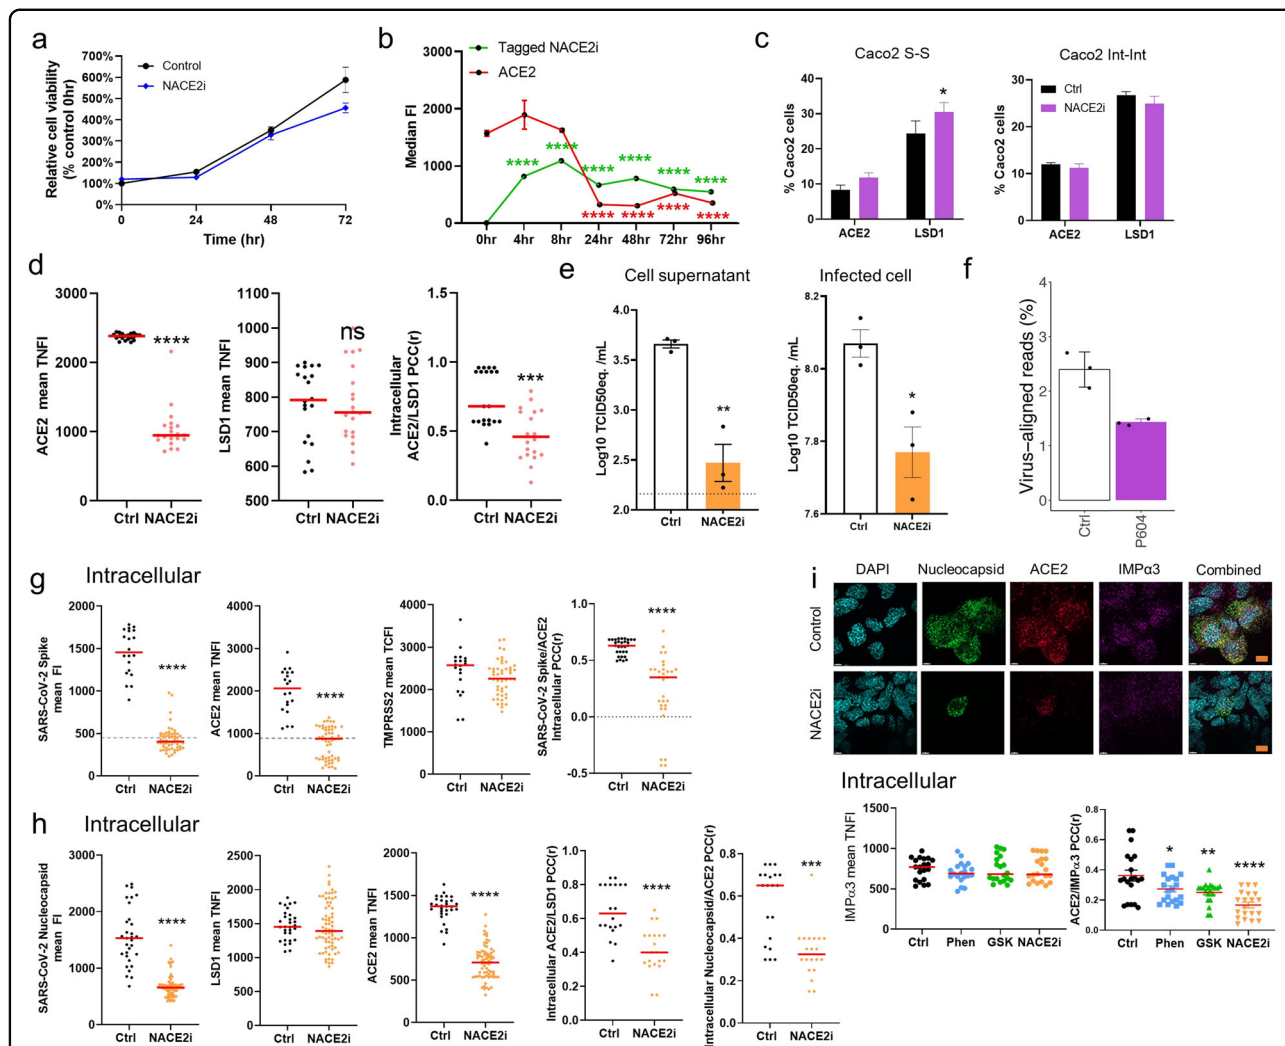 a
700%
600%
500%
400%
300%
200%
100%
0%
Relative cell viability
(% control 0hr)
Control
NACE2i
0
24
48
72
Time (hr)
b
3000
2000
1000
0
Median FI
Tagged NACE2i
ACE2
****
****
****
****
****
****
****
****
****
****
0hr
4hr
8hr
24hr
48hr
72hr
96hr
c
Caco2 S-S
40
30
20
10
0
% Caco2 cells
*
ACE2
LSD1
Caco2 Int-Int
30
20
10
0
% Caco2 cells
Ctrl
NACE2i
ACE2
LSD1
d
3000
2000
1000
0
ACE2 mean TNFI
****
Ctrl NACE2i
1100
1000
900
800
700
600
500
LSD1 mean TNFI
ns
Ctrl NACE2i
1.5
1.0
0.5
0.0
Intracellular
ACE2/LSD1 PCC(r)
***
Ctrl NACE2i
e
Cell supernatant
4.0
3.5
3.0
2.5
2.0
Log10 TCID50eq. /mL
**
Ctrl
NACE2i
Infected cell
8.2
8.0
7.8
7.6
Log10 TCID50eq. /mL
*
Ctrl
NACE2i
f
4
3
2
1
0
Virus-aligned reads (%)
Ctrl
P604
g
Intracellular
2000
1500
1000
500
0
SARS-CoV-2 Spike
mean FI
****
Ctrl NACE2i
4000
3000
2000
1000
0
ACE2 mean TNFI
****
Ctrl NACE2i
4000
3000
2000
1000
0
TMPRSS2 mean TCFI
Ctrl NACE2i
1.0
0.5
0.0
-0.5
SARS-CoV-2 Spike/ACE2
Intracellular PCC(r)
****
Ctrl NACE2i
h
Intracellular
3000
2000
1000
0
SARS-CoV-2 Nucleocapsid
mean FI
****
Ctrl NACE2i
2500
2000
1500
1000
500
0
LSD1 mean TNFI
Ctrl NACE2i
2000
1500
1000
500
0
ACE2 mean TNF
****
Ctrl NACE2i
1.0
0.8
0.6
0.4
0.2
0.0
Intracellular ACE2/LSD1 PCC(r)
****
Ctrl NACE2i
0.8
0.6
0.4
0.2
0.0
Intracellular Nucleocapsid/ACE2 PCC(r)
***
Ctrl NACE2i
i
DAPI
Nucleocapsid
ACE2
IMPα3
Combined
Control
NACE2i
Intracellular
1500
1000
500
0
IMPα3 mean TNFI
Ctrl
Phen
GSK
NACE2i
0.8
0.6
0.4
0.2
0.0
ACE2/IMPα3 PCC(r)
*
**
****
Ctrl
Phen
GSK
NACE2i